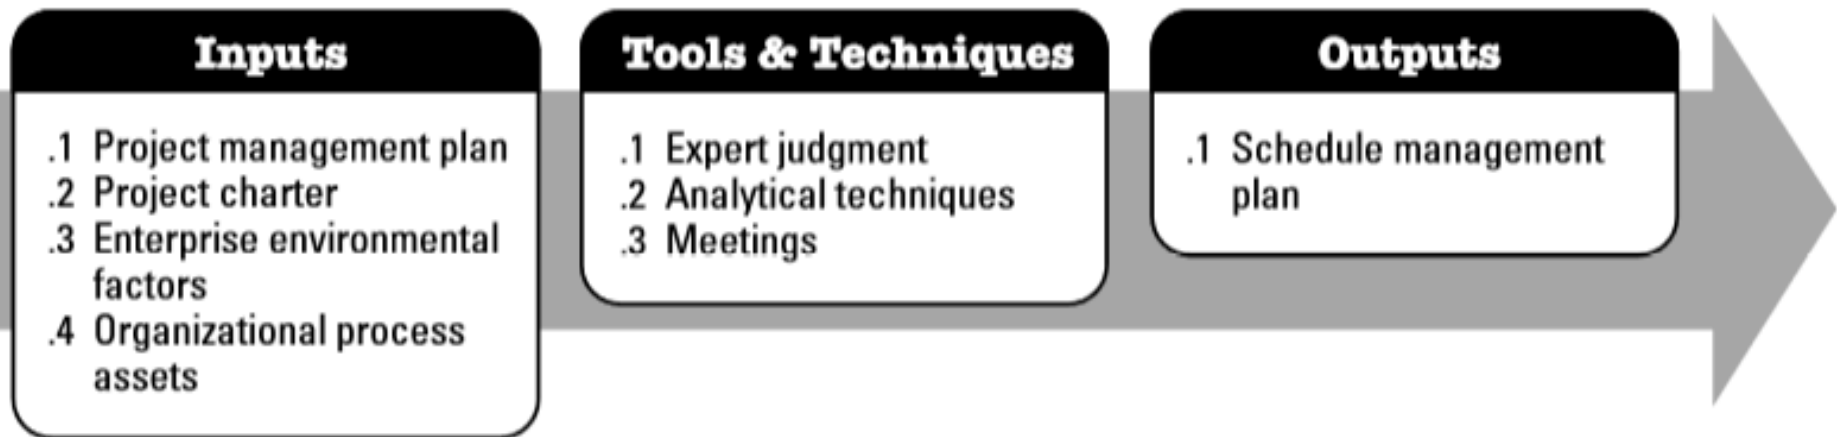 Inputs
.1 Project management plan
.2 Project charter
.3 Enterprise environmental
factors
.4 Organizational process
assets
Tools & Techniques
.1 Expert judgment
.2 Analytical techniques
.3 Meetings
Outputs
.1 Schedule management
plan